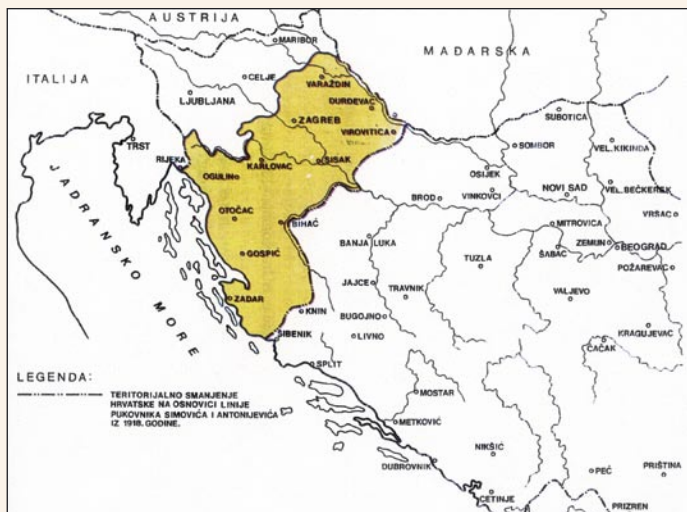 AUSTRIJA
MARIBOR
MAĐARSKA
ITALIJA
CELJE
VARAŽDIN
LJUBLJANA
ĐURĐEVAC
ZAGREB
SUBOTICA
VIROVITICA
TRST
SOMBOR
VEL. KIKINDA
RIJEKA
KARLOVAC
SISAK
OSIJEK
OGULIN
VINKOVCI
NOVI SAD
VEL. BEČKERSK
BROD
OTOČAC
BIHAĆ
MITROVICA
VRŠAC
BANJA LUKA
ZEMUN
BEOGRAD
JADRANSKO MORE
GOSPIĆ
TUZLA
ŠABAC
POŽAREVAC
JAJCE
TRAVNIK
VALJEVO
ZADAR
KNIN
BUGOJNO
KRAGUJEVAC
ŠIBENIK
LIVNO
ČAČAK
SPLIT
LEGENDA:
TERITORIJALNO SMANJENJE
HRVATSKE NA OSNOVICI LINIJE
PUKOVNIKA SIMOVIĆA I ANTONIJEVIĆA
IZ 1918. GODINE.
MOSTAR
METKOVIĆ
NIKŠIĆ
DUBROVNIK
PEĆ
PRIŠTINA
CETINJE
PRIZREN